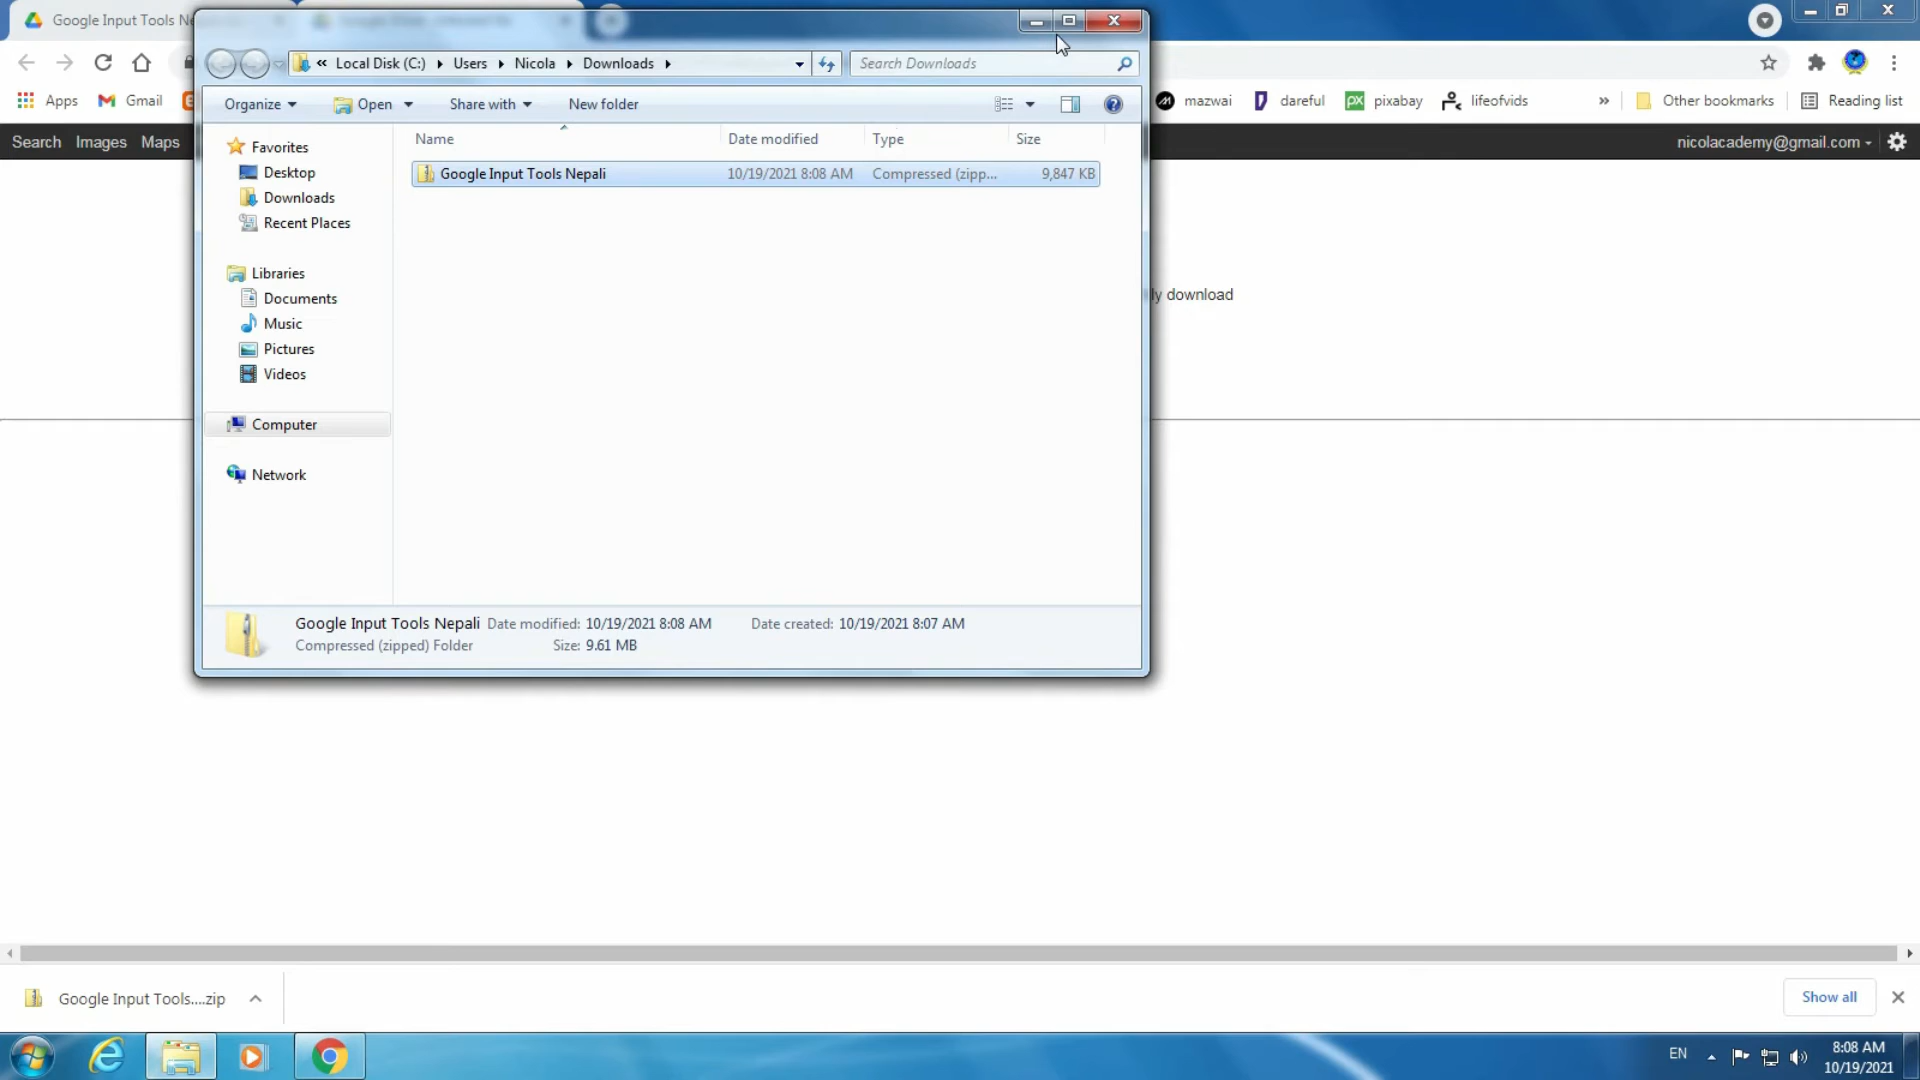 Google Input Tools Ne
« Local Disk (C:) Users Nicola Downloads
Search Downloads
Apps Gmail
mazwai dareful pixabay lifeofvids » Other bookmarks Reading list
Organize Open Share with New folder
Search Images Maps
nicolacademy@gmail.com
Name Date modified Type Size
Google Input Tools Nepali 10/19/2021 8:08 AM Compressed (zipp... 9,847 KB
Favorites
Desktop
Downloads
Recent Places
Libraries
Documents
Music
Pictures
Videos
Computer
Network
ly download
Google Input Tools Nepali Date modified: 10/19/2021 8:08 AM Date created: 10/19/2021 8:07 AM
Compressed (zipped) Folder Size: 9.61 MB
Google Input Tools....zip
Show all
EN
8:08 AM
10/19/2021